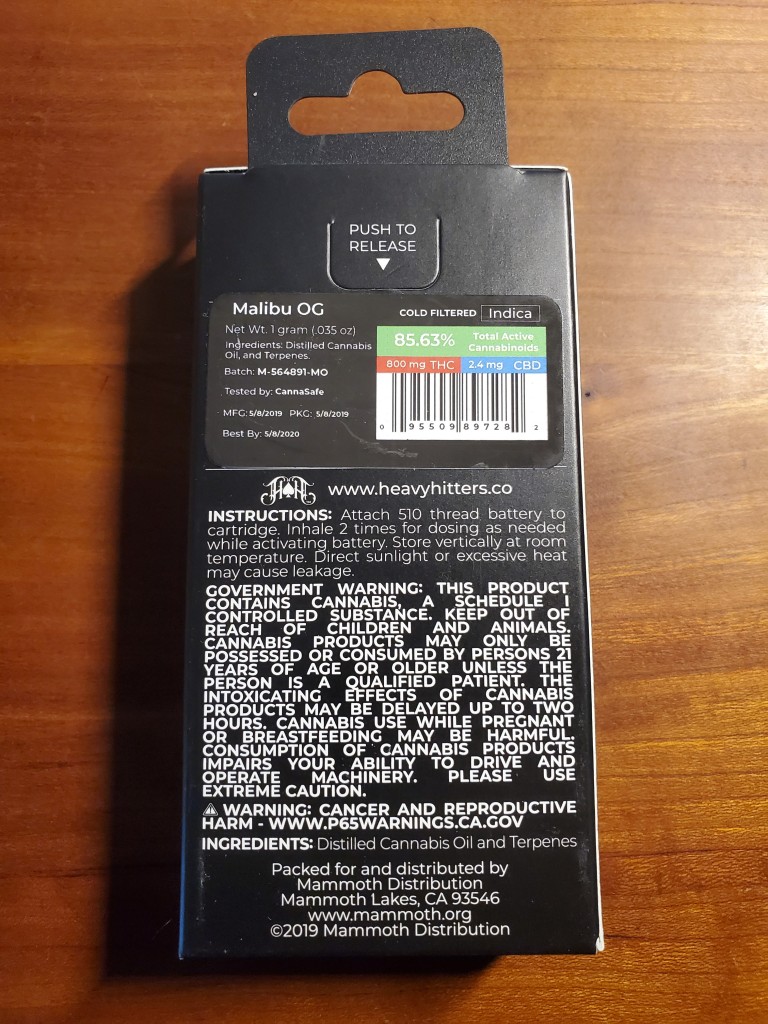 PUSH TO
RELEASE
Malibu OG
COLD FILTERED Indica
Net Wt. 1 gram (.035 oz)
Ingredients: Distilled Cannabis
Oil, and Terpenes.
Batch: M-564891-MO
Tested by: CannaSafe
MFG: 5/8/2019 PKG: 5/8/2019
Best By: 5/8/2020
85.63% Total Active
Cannabinoids
800 mg THC 2.4 mg CBD
0 95509 89728 2
www.heavyhitters.co
INSTRUCTIONS: Attach 510 thread battery to
cartridge. Inhale 2 times for dosing as needed
while activating battery. Store vertically at room
temperature. Direct sunlight or excessive heat
may cause leakage.
GOVERNMENT WARNING: THIS PRODUCT
CONTAINS CANNABIS, A SCHEDULE I
CONTROLLED SUBSTANCE. KEEP OUT OF
REACH OF CHILDREN AND ANIMALS.
CANNABIS PRODUCTS MAY ONLY BE
POSSESSED OR CONSUMED BY PERSONS 21
YEARS OF AGE OR OLDER UNLESS THE
PERSON IS A QUALIFIED PATIENT. THE
INTOXICATING EFFECTS OF CANNABIS
PRODUCTS MAY BE DELAYED UP TO TWO
HOURS. CANNABIS USE WHILE PREGNANT
OR BREASTFEEDING MAY BE HARMFUL.
CONSUMPTION OF CANNABIS PRODUCTS
IMPAIRS YOUR ABILITY TO DRIVE AND
OPERATE MACHINERY. PLEASE USE
EXTREME CAUTION.
WARNING: CANCER AND REPRODUCTIVE
HARM - WWW.P65WARNINGS.CA.GOV
INGREDIENTS: Distilled Cannabis Oil and Terpenes
Packed for and distributed by
Mammoth Distribution
Mammoth Lakes, CA 93546
www.mammoth.org
©2019 Mammoth Distribution